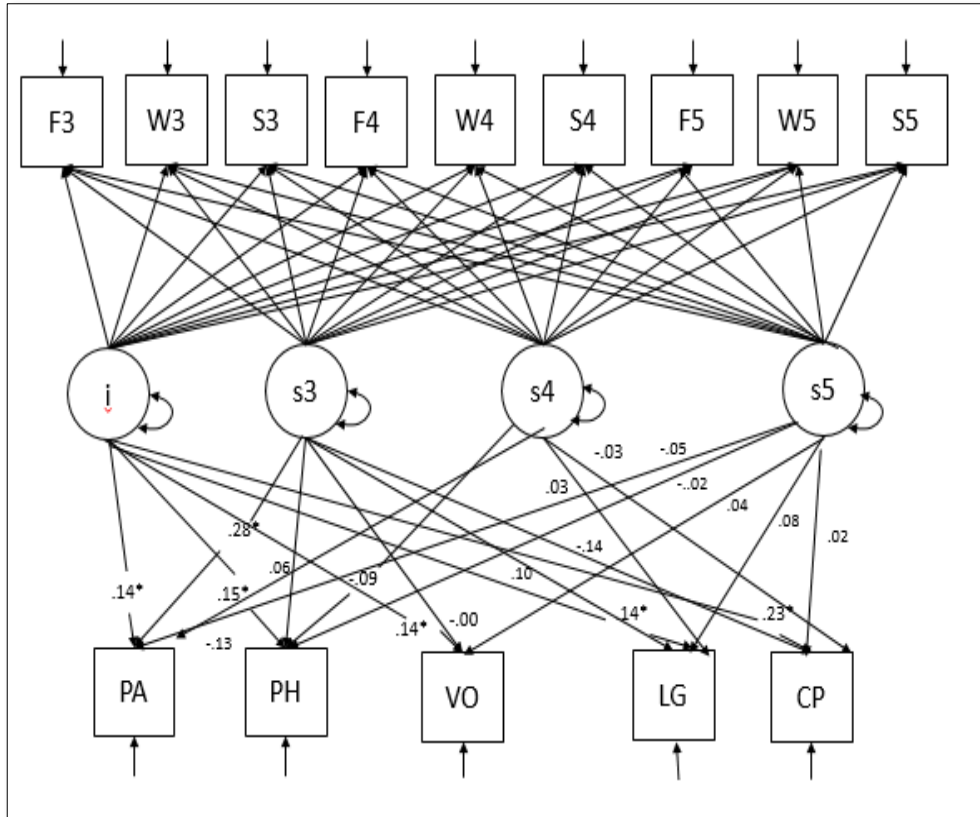 F3 W3 S3 F4 W4 S4 F5 W5 S5
i s3 s4 s5
-.03 -.05
.03 -..02
.04
.08
.28* .02
-.14
.06 -.09 .10
.14* .15*
.14* -.00 14* .23*
-.13
PA PH VO LG CP